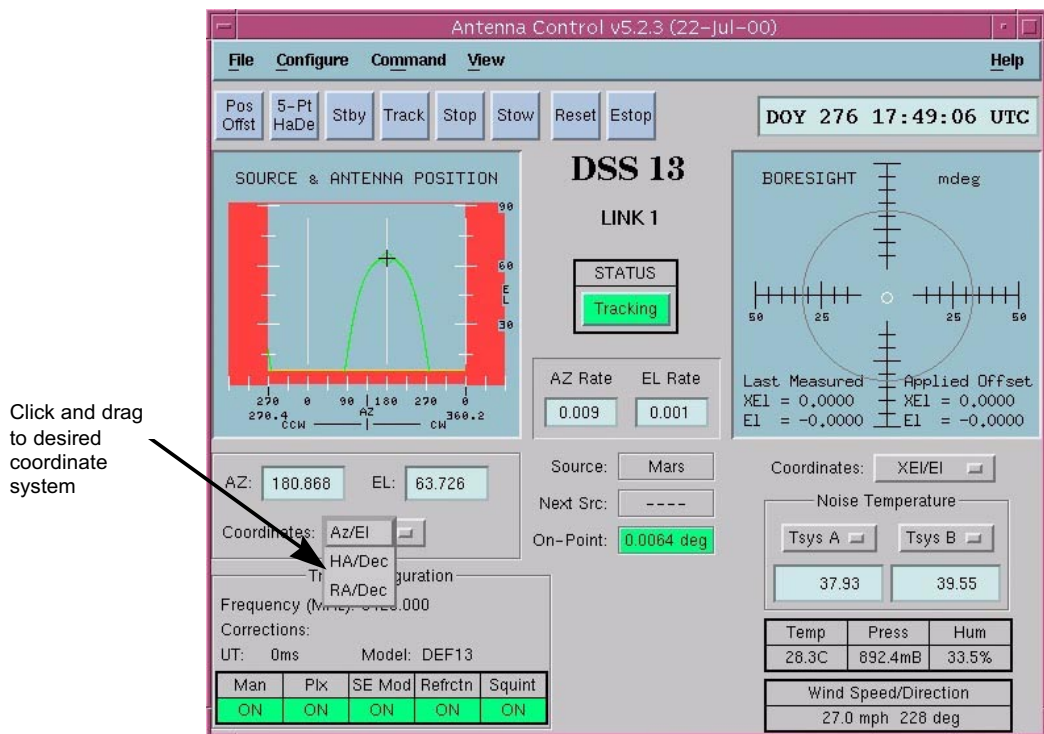 Antenna Control v5.2.3 (22-Jul-00)
File Configure Command View Help
Pos Offst
5-Pt HaDe
Stby
Track
Stop
Stow
Reset
Estop
DOY 276 17:49:06 UTC
SOURCE & ANTENNA POSITION
90
60
EL
30
270 0 90 180 270 0
270.4 AZ 360.2
CCW CW
DSS 13
LINK 1
STATUS
Tracking
AZ Rate EL Rate
0.009 0.001
BORESIGHT mdeg
50 25 25 50
Last Measured Applied Offset
XEl = 0.0000 XEl = 0.0000
El = -0.0000 El = -0.0000
Click and drag
to desired
coordinate
system
AZ: 180.868 EL: 63.726
Coordinates: Az/El
HA/Dec
RA/Dec
Source: Mars
Next Src: ----
On-Point: 0.0064 deg
Coordinates: XEl/El
Noise Temperature
Tsys A Tsys B
37.93 39.55
Frequency (MHz): .000
Corrections:
UT: 0ms Model: DEF13
Man Plx SE Mod Refrctn Squint
ON ON ON ON ON
Temp Press Hum
28.3C 892.4mB 33.5%
Wind Speed/Direction
27.0 mph 228 deg